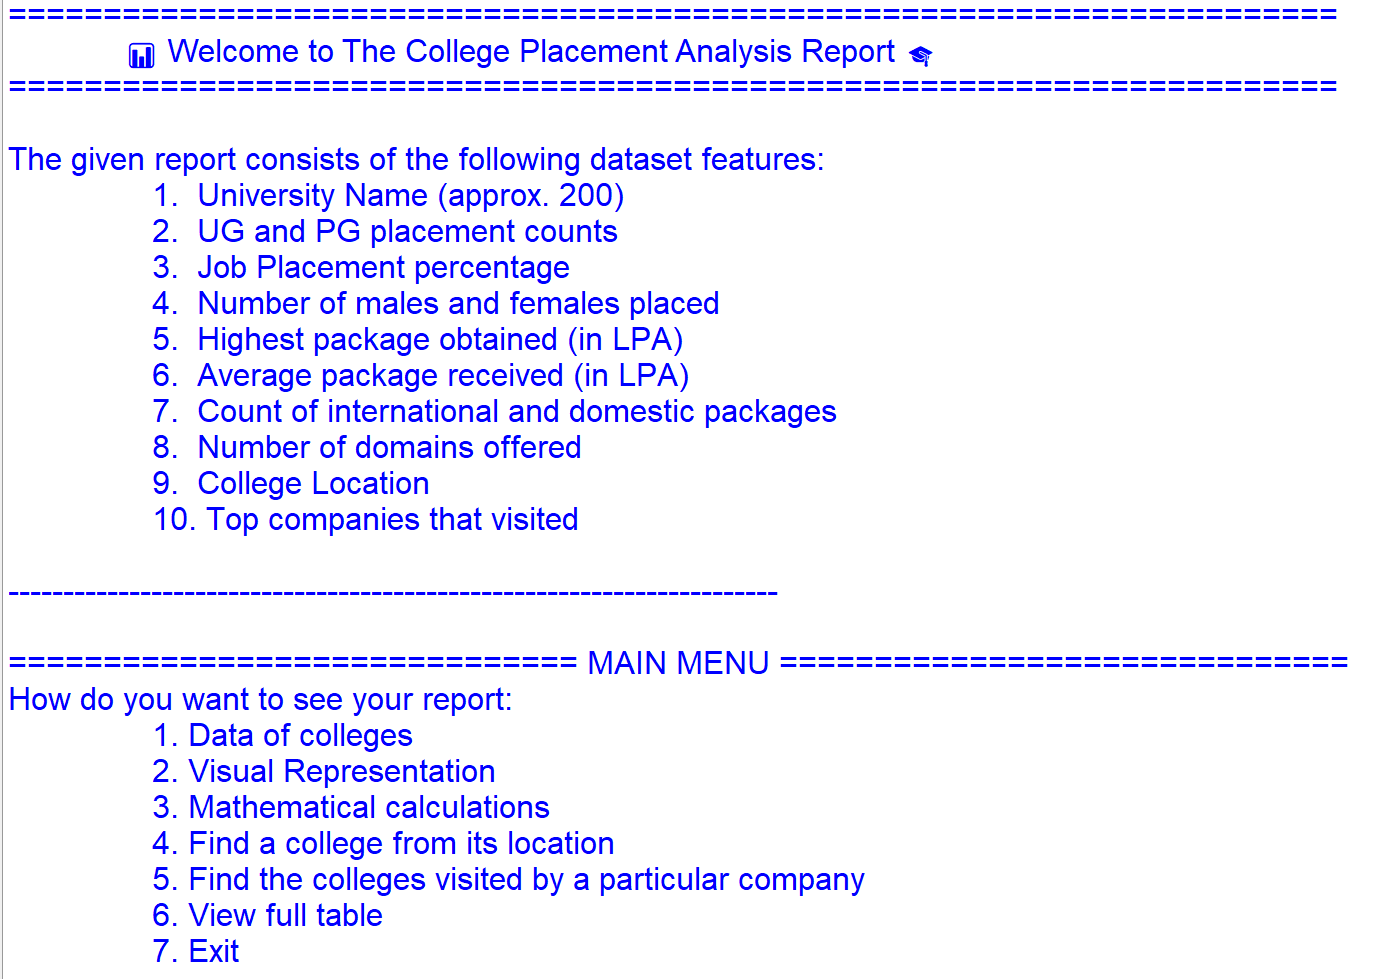 ======================================================================
📊 Welcome to The College Placement Analysis Report 🎓
======================================================================
The given report consists of the following dataset features:
1. University Name (approx. 200)
2. UG and PG placement counts
3. Job Placement percentage
4. Number of males and females placed
5. Highest package obtained (in LPA)
6. Average package received (in LPA)
7. Count of international and domestic packages
8. Number of domains offered
9. College Location
10. Top companies that visited
----------------------------------------------------------------------
============================== MAIN MENU ==============================
How do you want to see your report:
1. Data of colleges
2. Visual Representation
3. Mathematical calculations
4. Find a college from its location
5. Find the colleges visited by a particular company
6. View full table
7. Exit